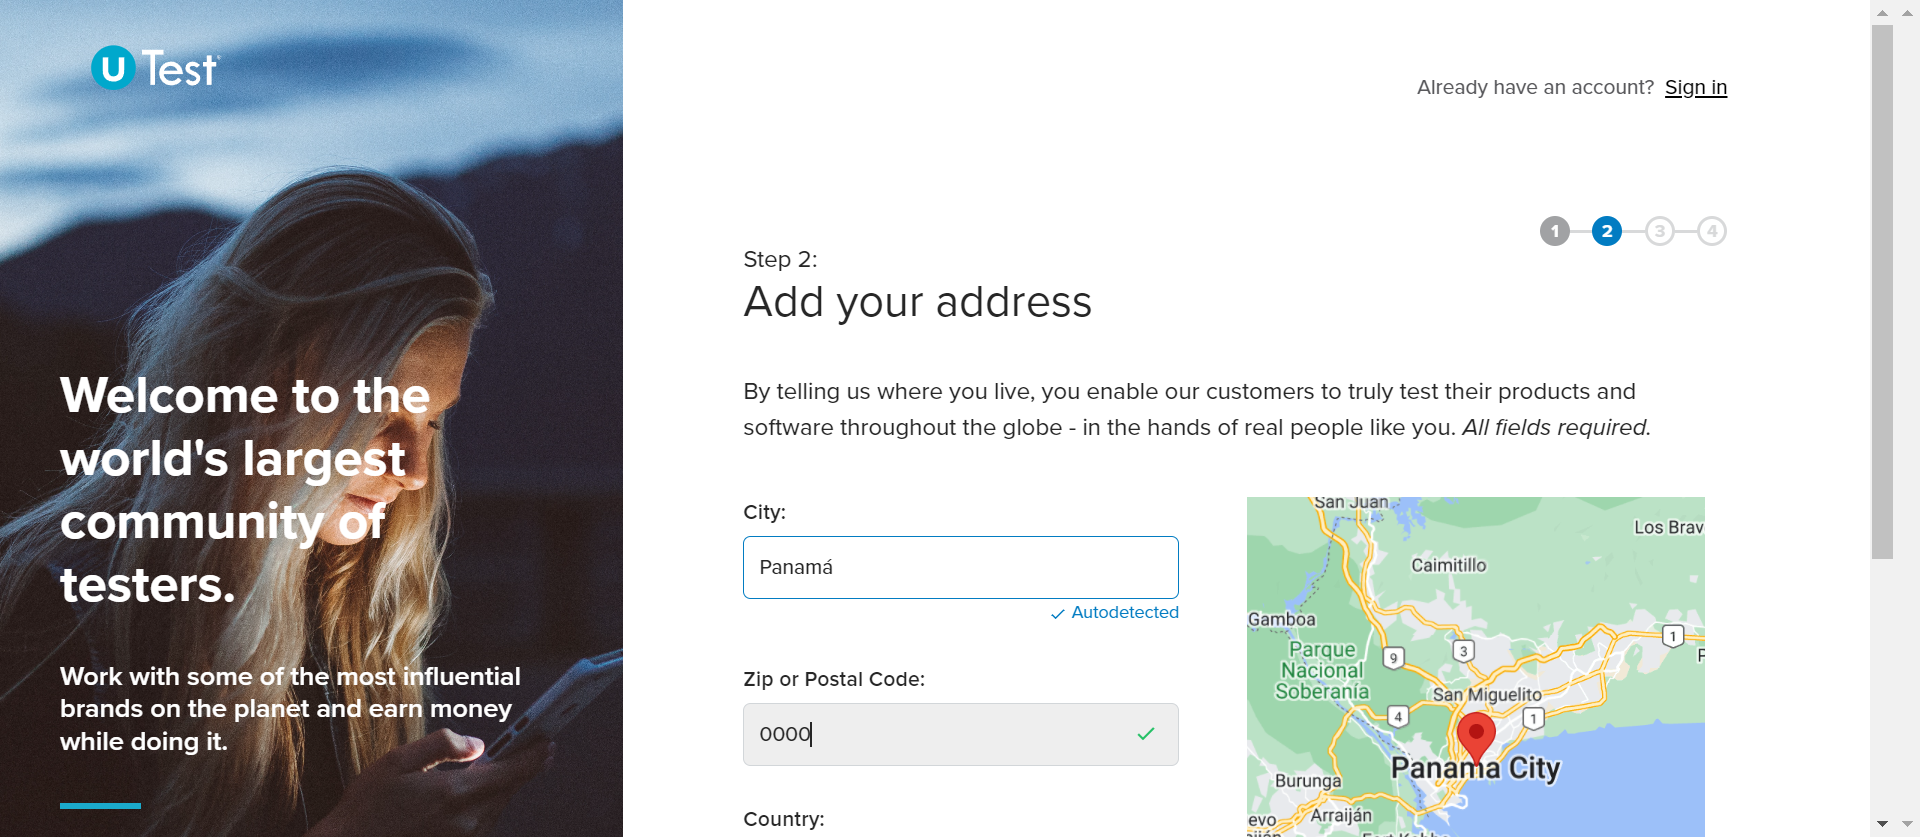 uTest
Already have an account? Sign in
1 2 3 4
Step 2:
Add your address
Welcome to the
world's largest
community of
testers.
Work with some of the most influential
brands on the planet and earn money
while doing it.
By telling us where you live, you enable our customers to truly test their products and
software throughout the globe - in the hands of real people like you. All fields required.
City:
Panamá
Autodetected
Zip or Postal Code:
0000
Country:
San Juan
Los Brav
Caimitillo
Gamboa
1
Parque
Nacional
Soberanía
9
3
San Miguelito
4
1
Panama City
Burunga
Arraiján